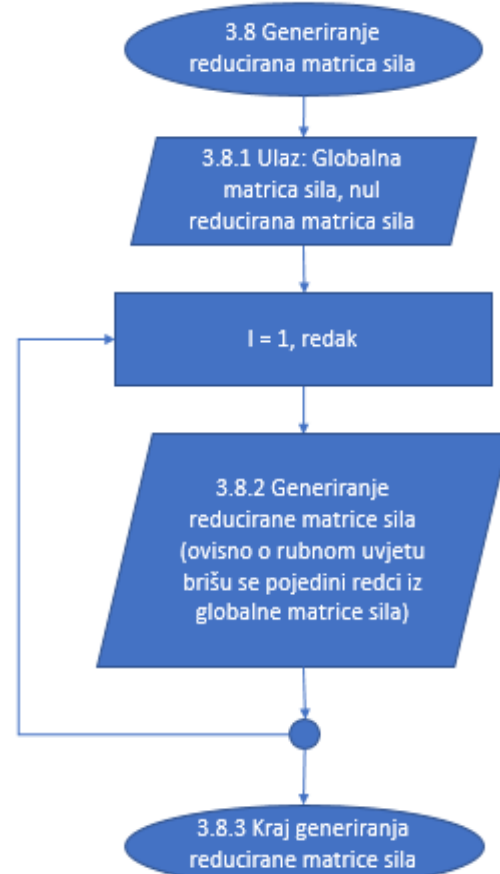 3.8 Generiranje
reducirana matrica sila
3.8.1 Ulaz: Globalna
matrica sila, nul
reducirana matrica sila
I = 1, redak
3.8.2 Generiranje
reducirane matrice sila
(ovisno o rubnom uvjetu
brišu se pojedini redci iz
globalne matrice sila)
3.8.3 Kraj generiranja
reducirane matrice sila